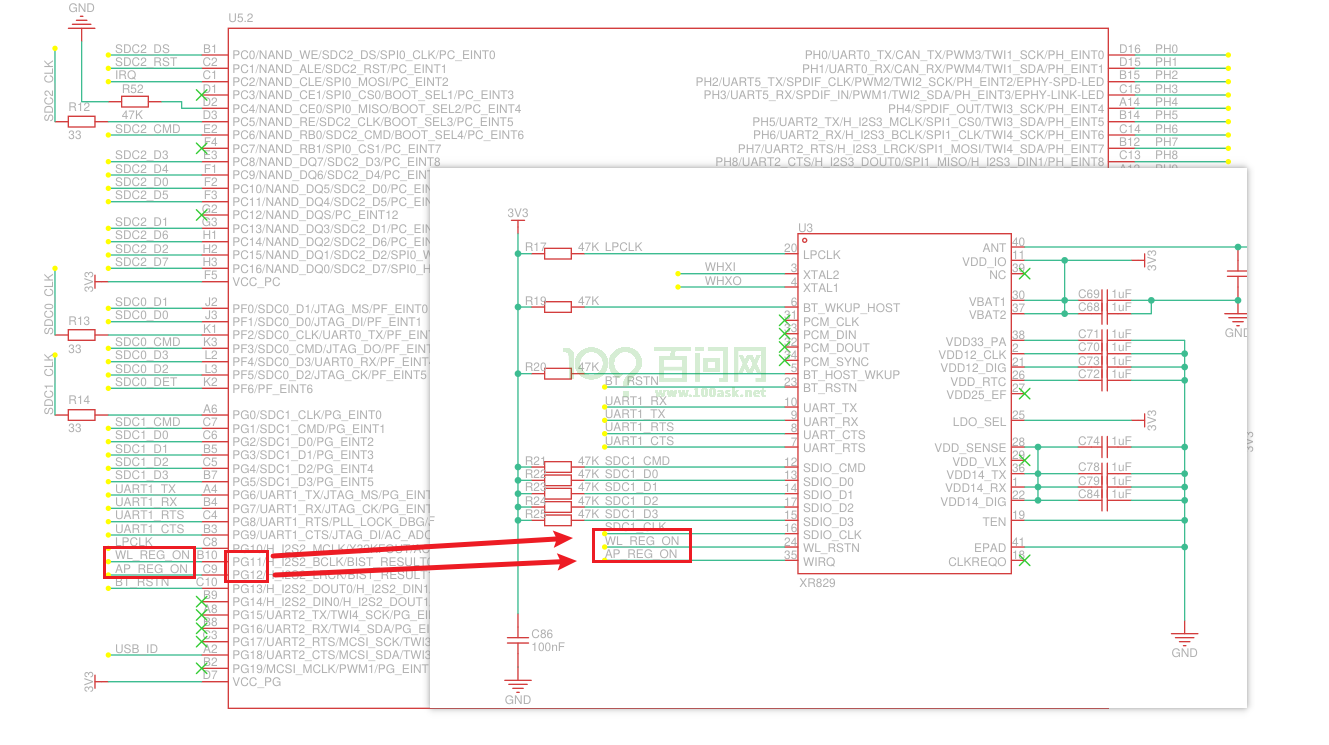 GND
U5.2
SDC2_DS B1 PC0/NAND_WE/SDC2_DS/SPI0_CLK/PC_EINT0
SDC2_RST C2 PC1/NAND_ALE/SDC2_RST/PC_EINT1
IRQ C1 PC2/NAND_CLE/SPI0_MOSI/PC_EINT2
D1 PC3/NAND_CE1/SPI0_CS0/BOOT_SEL1/PC_EINT3
R52 47K D2 PC4/NAND_CE0/SPI0_MISO/BOOT_SEL2/PC_EINT4
SDC2_CLK R12 33 D3 PC5/NAND_RE/SDC2_CLK/BOOT_SEL3/PC_EINT5
SDC2_CMD E2 PC6/NAND_RB0/SDC2_CMD/BOOT_SEL4/PC_EINT6
F4 PC7/NAND_RB1/SPI0_CS1/PC_EINT7
SDC2_D3 E3 PC8/NAND_DQ7/SDC2_D3/PC_EINT8
SDC2_D4 F1 PC9/NAND_DQ6/SDC2_D4/PC_EINT
SDC2_D0 F2 PC10/NAND_DQ5/SDC2_D0/PC_EIN
SDC2_D5 F3 PC11/NAND_DQ4/SDC2_D5/PC_EIN
G2 PC12/NAND_DQS/PC_EINT12
SDC2_D1 G3 PC13/NAND_DQ3/SDC2_D1/PC_EIN
SDC2_D6 H1 PC14/NAND_DQ2/SDC2_D6/PC_EIN
SDC2_D2 H2 PC15/NAND_DQ1/SDC2_D2/SPI0_W
SDC2_D7 H3 PC16/NAND_DQ0/SDC2_D7/SPI0_H
3V3 F5 VCC_PC
SDC0_D1 J2 PF0/SDC0_D1/JTAG_MS/PF_EINT0
SDC0_D0 J3 PF1/SDC0_D0/JTAG_DI/PF_EINT1
SDC0_CLK R13 33 K1 PF2/SDC0_CLK/UART0_TX/PF_EIN
SDC0_CMD K3 PF3/SDC0_CMD/JTAG_DO/PF_EIN
SDC0_D3 L2 PF4/SDC0_D3/UART0_RX/PF_EINT
SDC0_D2 L3 PF5/SDC0_D2/JTAG_CK/PF_EINT5
SDC0_DET K2 PF6/PF_EINT6
SDC1_CLK R14 33 A6 PG0/SDC1_CLK/PG_EINT0
SDC1_CMD C7 PG1/SDC1_CMD/PG_EINT1
SDC1_D0 C6 PG2/SDC1_D0/PG_EINT2
SDC1_D1 B5 PG3/SDC1_D1/PG_EINT3
SDC1_D2 C5 PG4/SDC1_D2/PG_EINT4
SDC1_D3 B7 PG5/SDC1_D3/PG_EINT5
UART1_TX A4 PG6/UART1_TX/JTAG_MS/PG_EINT
UART1_RX B4 PG7/UART1_RX/JTAG_CK/PG_EINT
UART1_RTS C4 PG8/UART1_RTS/PLL_LOCK_DBG/
UART1_CTS B3 PG9/UART1_CTS/JTAG_DI/AC_ADC
LPCLK C8
WL_REG_ON B10 PG11/H_I2S2_BCLK/BIST_RESULT
AP_REG_ON C9 PG12/H_I2S2_LRCK/BIST_RESULT
BT_RSTN C10 PG13/H_I2S2_DOUT0/H_I2S2_DIN1
B9 PG14/H_I2S2_DIN0/H_I2S2_DOUT1
A8 PG15/UART2_TX/TWI4_SCK/PG_EI
B8 PG16/UART2_RX/TWI4_SDA/PG_EI
C3 PG17/UART2_RTS/MCSI_SCK/TWI3
USB_ID A2 PG18/UART2_CTS/MCSI_SDA/TWI3
B2 PG19/MCSI_MCLK/PWM1/PG_EINT
3V3 D7 VCC_PG
PH0/UART0_TX/CAN_TX/PWM3/TWI1_SCK/PH_EINT0 D16 PH0
PH1/UART0_RX/CAN_RX/PWM4/TWI1_SDA/PH_EINT1 D15 PH1
PH2/UART5_TX/SPDIF_CLK/PWM2/TWI2_SCK/PH_EINT2/EPHY-SPD-LED B15 PH2
PH3/UART5_RX/SPDIF_IN/PWM1/TWI2_SDA/PH_EINT3/EPHY-LINK-LED C15 PH3
PH4/SPDIF_OUT/TWI3_SCK/PH_EINT4 A14 PH4
PH5/UART2_TX/H_I2S3_MCLK/SPI1_CS0/TWI3_SDA/PH_EINT5 B14 PH5
PH6/UART2_RX/H_I2S3_BCLK/SPI1_CLK/TWI4_SCK/PH_EINT6 C14 PH6
PH7/UART2_RTS/H_I2S3_LRCK/SPI1_MOSI/TWI4_SDA/PH_EINT7 B12 PH7
PH8/UART2_CTS/H_I2S3_DOUT0/SPI1_MISO/H_I2S3_DIN1/PH_EINT8 C13 PH8
3V3
U3
R17 47K LPCLK 20 LPCLK
WHXI 3 XTAL2
WHXO 4 XTAL1
R19 47K 6 BT_WKUP_HOST
PCM_CLK
PCM_DIN
PCM_DOUT
PCM_SYNC
R20 47K 5 BT_HOST_WKUP
BT_RSTN 23 BT_RSTN
UART1_RX 10 UART_TX
UART1_TX 9 UART_RX
UART1_RTS 8 UART_CTS
UART1_CTS 7 UART_RTS
R21 47K SDC1_CMD 12 SDIO_CMD
R22 47K SDC1_D0 13 SDIO_D0
R23 47K SDC1_D1 14 SDIO_D1
R24 47K SDC1_D2 17 SDIO_D2
R25 47K SDC1_D3 15 SDIO_D3
SDC1_CLK 16 SDIO_CLK
WL_REG_ON 24 WL_RSTN
AP_REG_ON 35 WIRQ
XR829
C86
100nF
GND
ANT 40
VDD_IO 11 3V3
NC
VBAT1 30 C69 1uF
VBAT2 37 C68 1uF
GND
VDD33_PA 38 C71 1uF
VDD12_CLK 2 C70 1uF
VDD12_DIG 21 C73 1uF
VDD_RTC 22 C72 1uF
VDD25_EF 27
LDO_SEL 25 3V3
VDD_SENSE 28 C74 1uF
VDD_VLX
VDD14_TX 36 C78 1uF
VDD14_RX 1 C79 1uF
VDD14_DIG 22 C84 1uF
TEN 19
EPAD 41
CLKREQO 18
GND
3V3
百问网
www.100ask.net